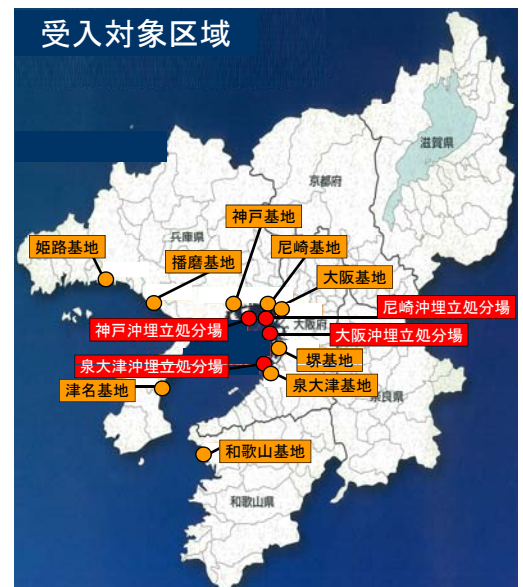 受入対象区域
滋賀県
京都府
神戸基地
兵庫県
尼崎基地
姫路基地
播磨基地
大阪基地
尼崎沖埋立処分場
神戸沖埋立処分場
大阪府
大阪沖埋立処分場
泉大津沖埋立処分場
堺基地
津名基地
泉大津基地
奈良県
和歌山基地
和歌山県